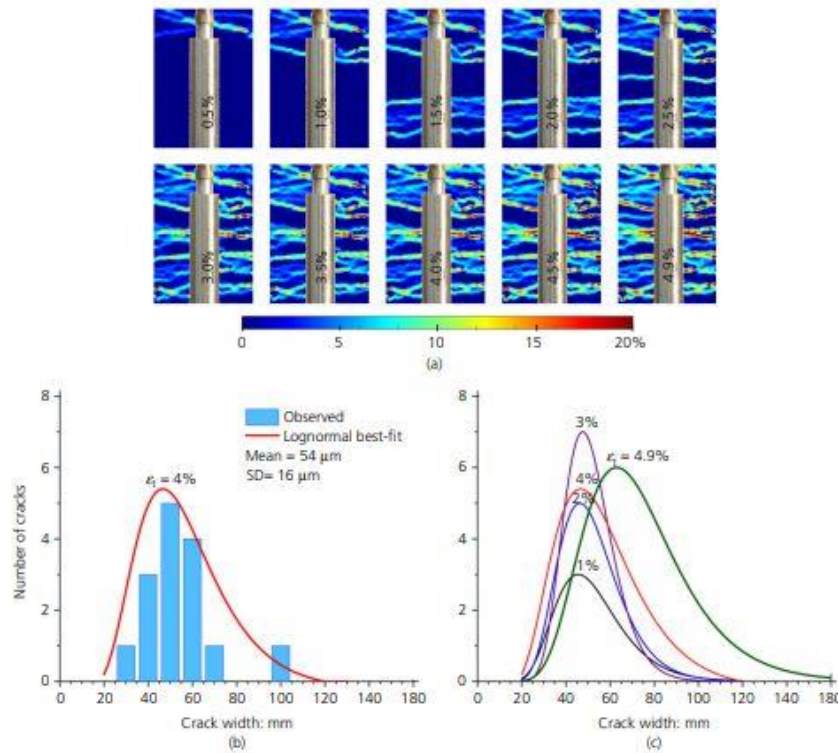 0.5%
1.0%
1.5%
2.0%
2.5%
3.0%
3.5%
4.0%
4.5%
4.9%
0 5 10 15 20%
(a)
8
6
4
2
0
Number of cracks
Observed
Lognormal best-fit
Mean = 54 µm
SD= 16 µm
ε₁ = 4%
0 20 40 60 80 100 120 140 160 180
Crack width: mm
(b)
8
6
4
2
0
3%
ε₁ = 4.9%
4%
2%
1%
0 20 40 60 80 100 120 140 160 180
Crack width: mm
(c)